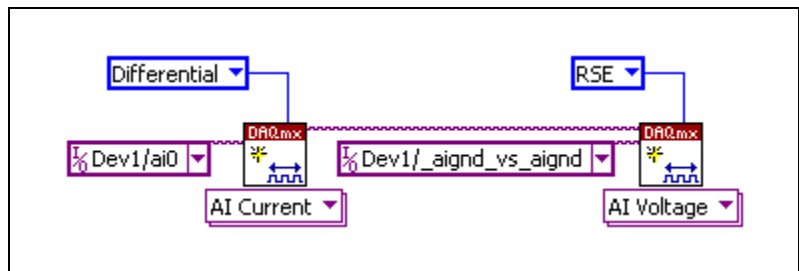 Differential
RSE
DAQmx
DAQmx
I/O Dev1/ai0
I/O Dev1/_aignd_vs_aignd
AI Current
AI Voltage